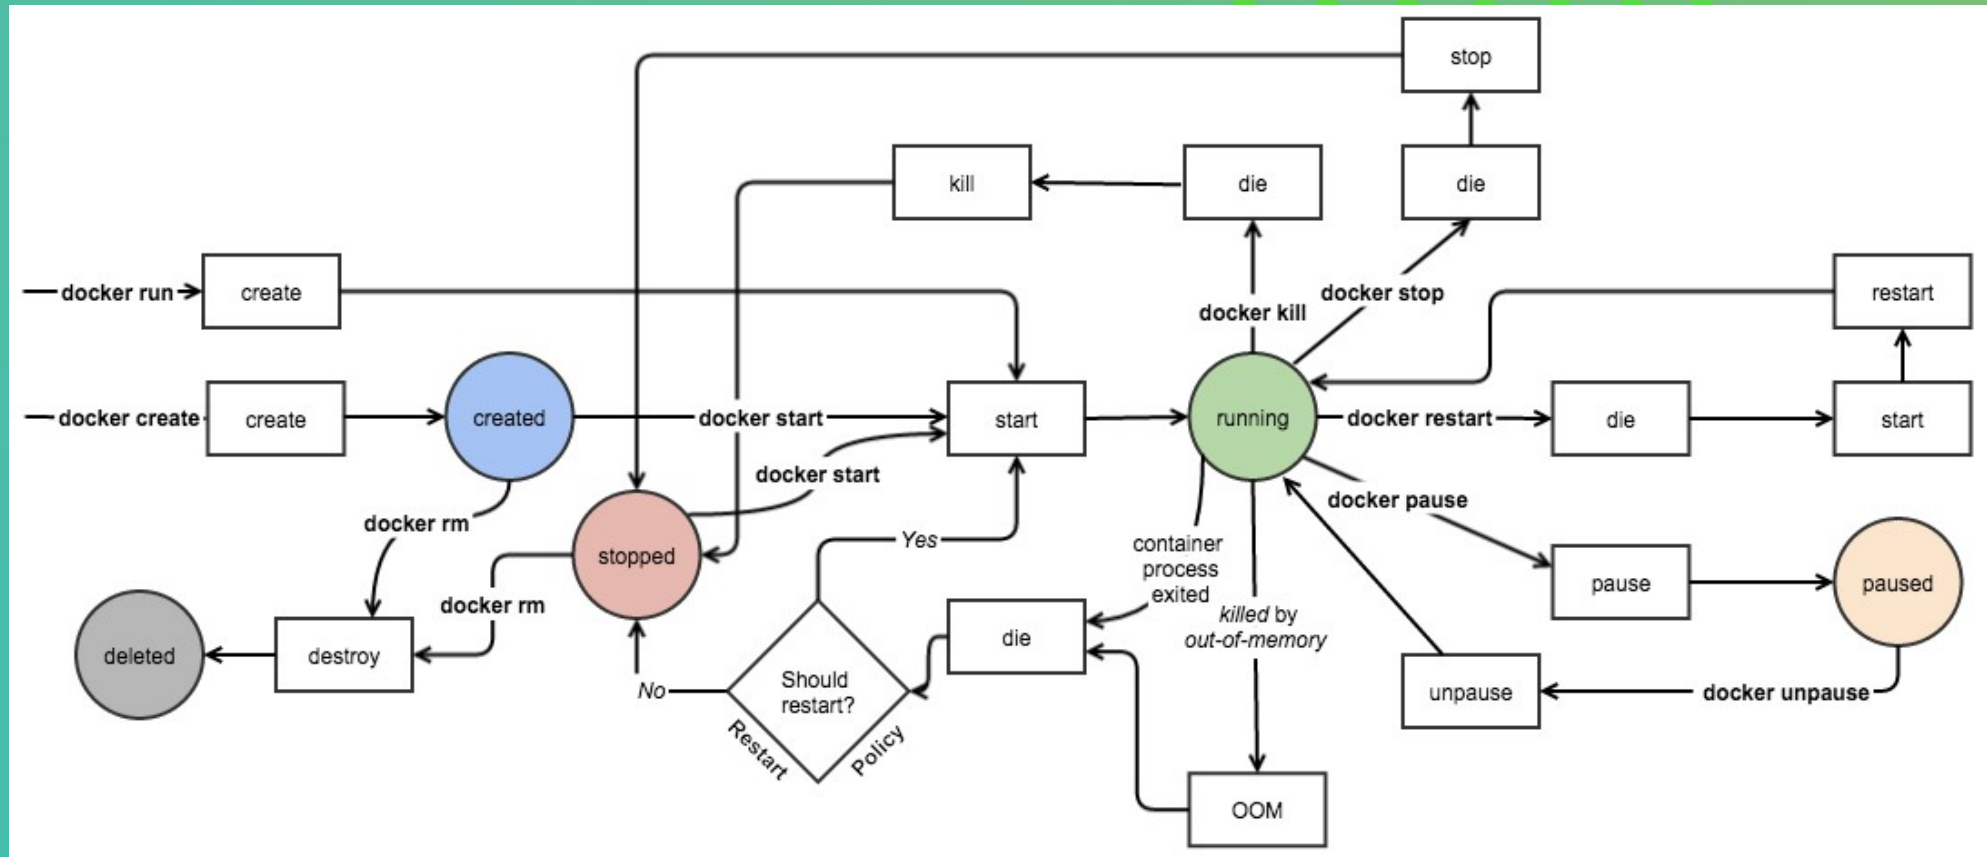 stop
kill
die
die
docker run
create
docker kill
docker stop
restart
docker create
create
created
docker start
start
running
docker restart
die
start
docker start
docker pause
docker rm
stopped
Yes
container
process
exited
pause
paused
docker rm
killed by
out-of-memory
deleted
destroy
die
No
Should
restart?
Restart
Policy
unpause
docker unpause
OOM